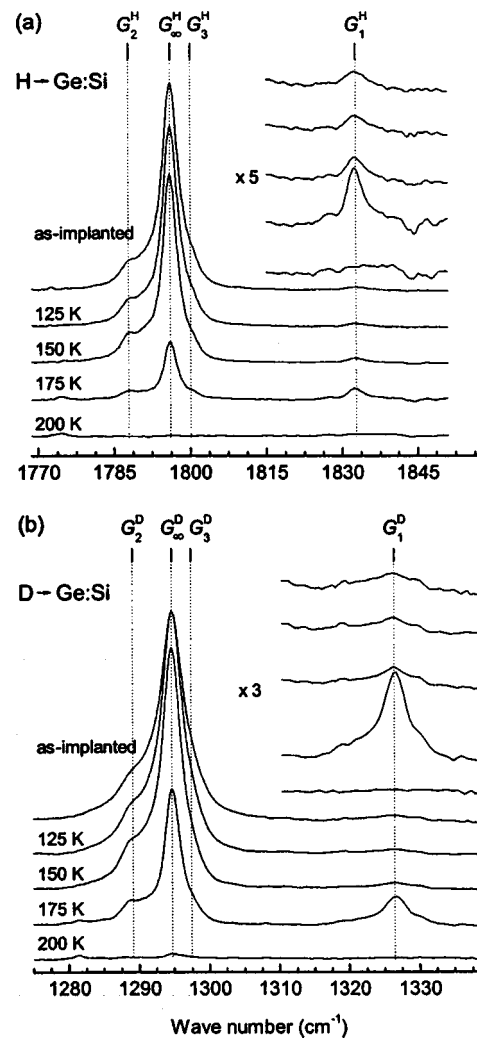 (a)
G₂ᴴ G∞ᴴ G₃ᴴ G₁ᴴ
H→Ge:Si
x 5
as-implanted
125 K
150 K
175 K
200 K
1770 1785 1800 1815 1830 1845
(b)
G₂ᴰ G∞ᴰ G₃ᴰ G₁ᴰ
D→Ge:Si
x 3
as-implanted
125 K
150 K
175 K
200 K
1280 1290 1300 1310 1320 1330
Wave number (cm⁻¹)